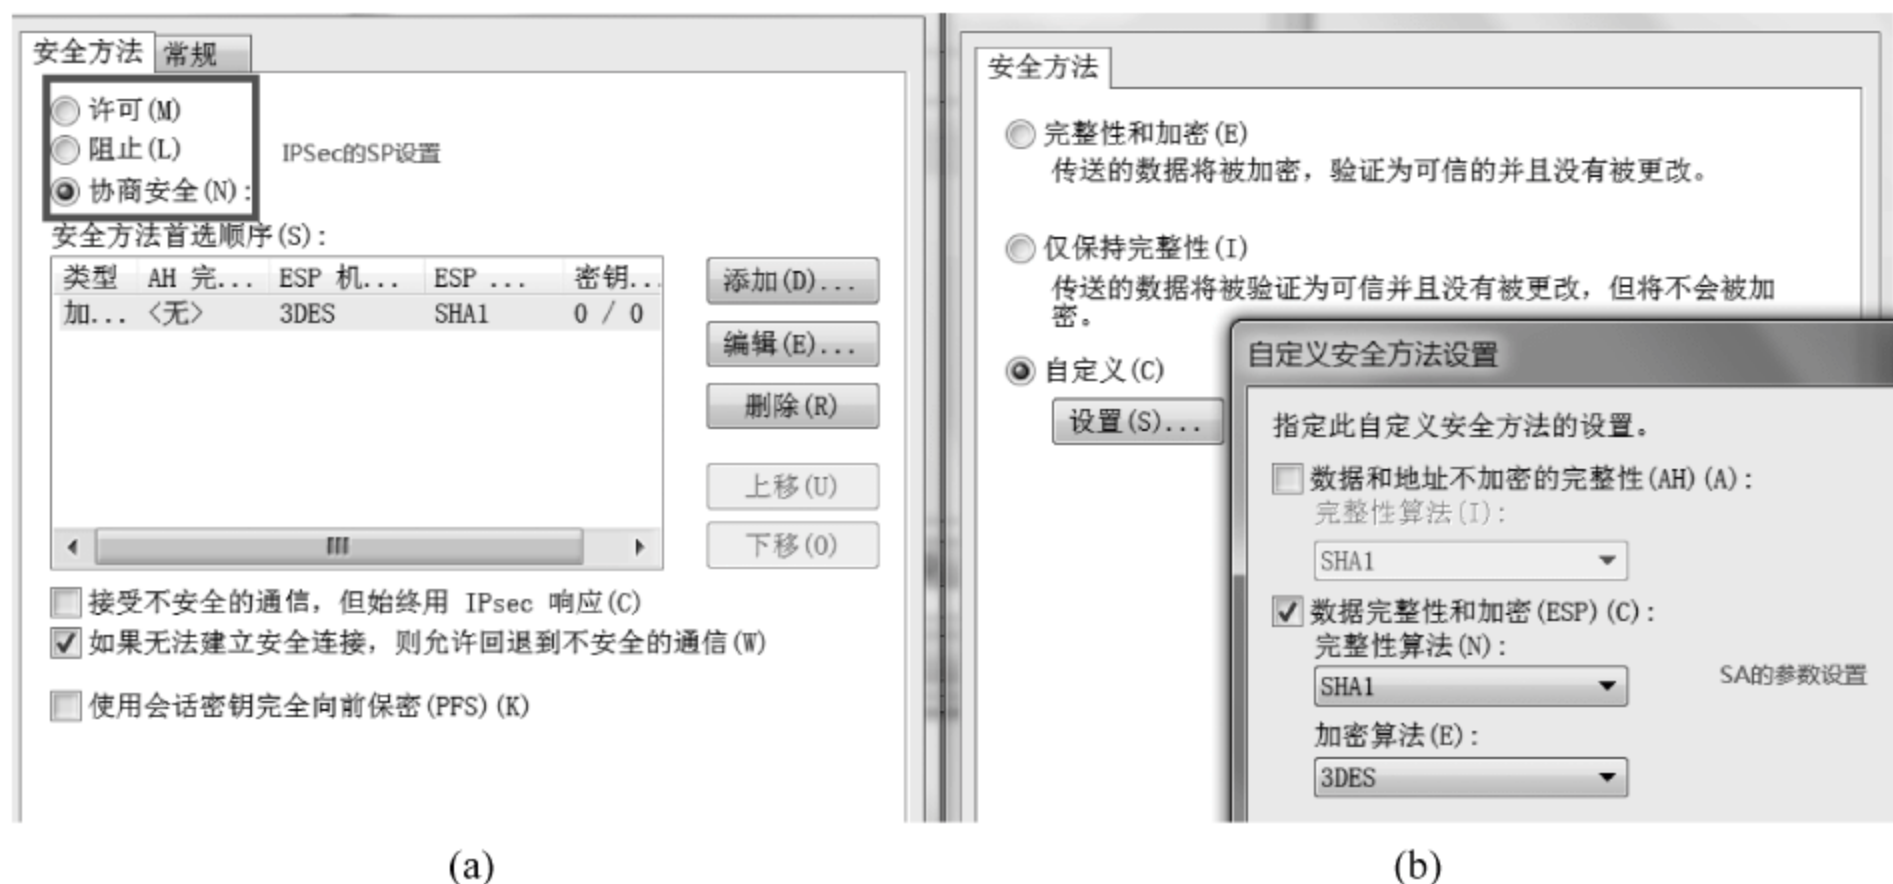 安全方法 常规
许可(M)
阻止(L)
IPSec的SP设置
协商安全(N):
安全方法首选顺序(S):
类型 AH 完... ESP 机... ESP ... 密钥...
加... <无> 3DES SHA1 0 / 0
添加(D)...
编辑(E)...
删除(R)
上移(U)
下移(O)
接受不安全的通信，但始终用 IPsec 响应(C)
如果无法建立安全连接，则允许回退到不安全的通信(W)
使用会话密钥完全向前保密(PFS)(K)
(a)
安全方法
完整性和加密(E)
传送的数据将被加密，验证为可信的并且没有被更改。
仅保持完整性(I)
传送的数据将被验证为可信并且没有被更改，但将不会被加
密。
自定义(C)
设置(S)...
自定义安全方法设置
指定此自定义安全方法的设置。
数据和地址不加密的完整性(AH)(A):
完整性算法(I):
SHA1
数据完整性和加密(ESP)(C):
完整性算法(N):
SHA1
SA的参数设置
加密算法(E):
3DES
(b)